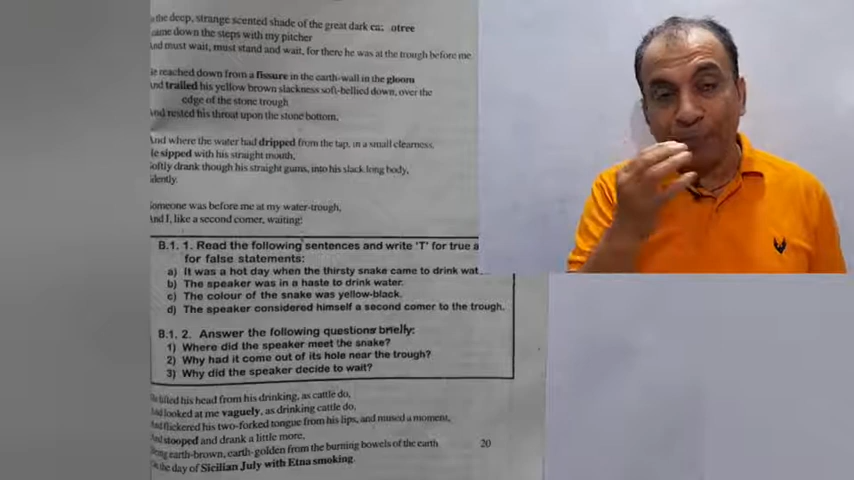 the deep, strange scented shade of the great dark ca otree
came down the steps with my pitcher
And must wait, must stand and wait, for there he was at the trough before me
He reached down from a fissure in the earth-wall in the gloom
And trailed his yellow brown slackness soft-bellied down, over the
edge of the stone trough
And rested his throat upon the stone bottom,
And where the water had dripped from the tap, in a small clearness,
He sipped with his straight mouth,
Softly drank though his straight gums, into his slack long body,
silently.
Someone was before me at my water-trough,
And I, like a second comer, waiting:
B.1. 1. Read the following sentences and write 'T' for true a
for false statements:
a) It was a hot day when the thirsty snake came to drink wat
b) The speaker was in a haste to drink water.
c) The colour of the snake was yellow-black.
d) The speaker considered himself a second comer to the trough.
B.1. 2. Answer the following questions briefly:
1) Where did the speaker meet the snake?
2) Why had it come out of its hole near the trough?
3) Why did the speaker decide to wait?
He lifted his head from his drinking, as cattle do,
And looked at me vaguely, as drinking cattle do,
And flickered his two-forked tongue from his lips, and mused a moment,
And stooped and drank a little more,
Being earth-brown, earth-golden from the burning bowels of the earth
20
On the day of Sicilian July with Etna smoking.